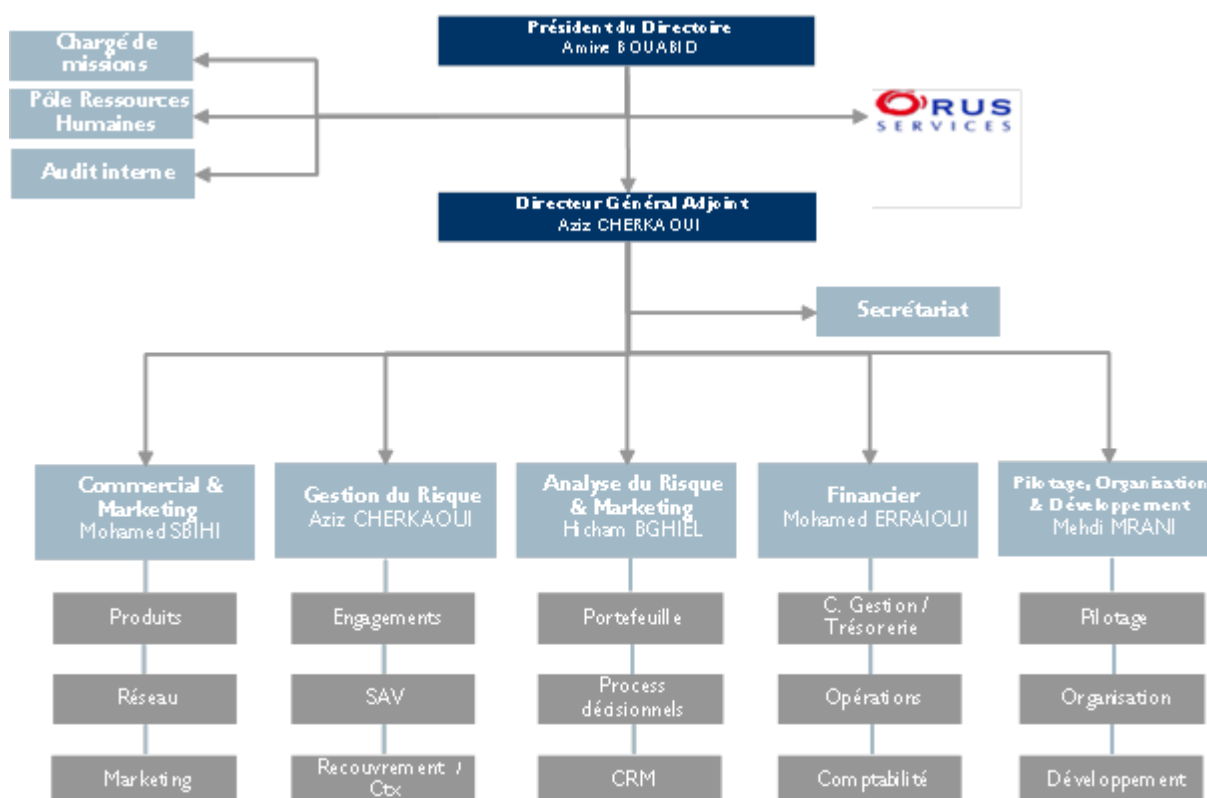 Président du Directoire
Amine BOUABID
Chargé de
missions
Pôle Ressources
Humaines
Audit interne
O'RUS
SERVICES
Directeur Général Adjoint
Aziz CHERKAOUI
Secrétariat
Commercial &
Marketing
Mohamed SBIHI
Gestion du Risque
Aziz CHERKAOUI
Analyse du Risque
& Marketing
Hicham BGHIEL
Financier
Mohamed ERRAIOUI
Pilotage, Organisation
& Développement
Mehdi MRANI
Produits
Engagements
Portefeuille
C. Gestion /
Trésorerie
Pilotage
Réseau
SAV
Process
décisionnels
Opérations
Organisation
Marketing
Recouvrement /
Ctx
CRM
Comptabilité
Développement